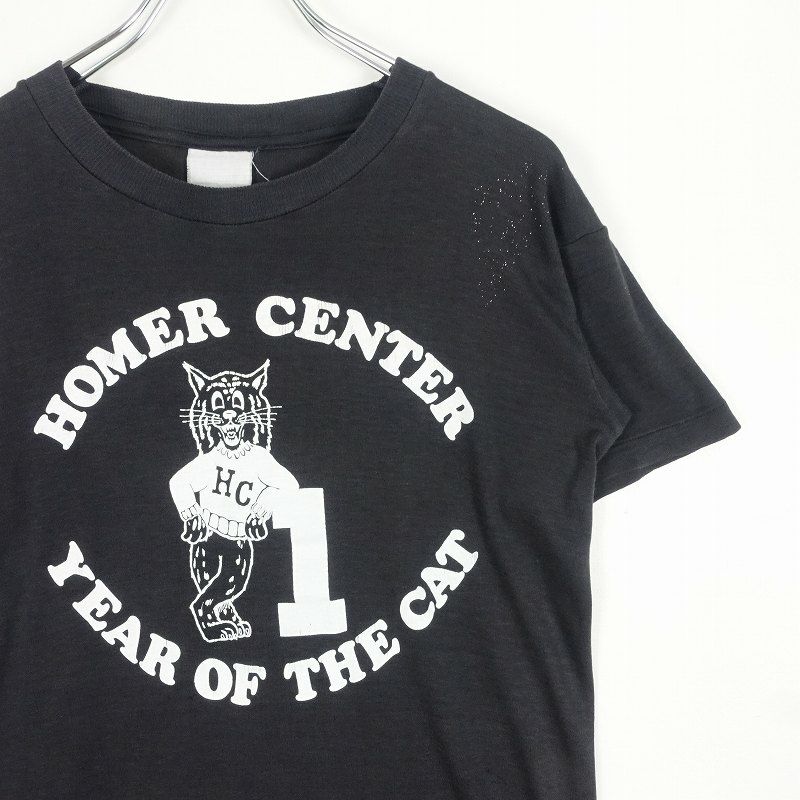 HOMER CENTER
HC
1
YEAR OF THE CAT